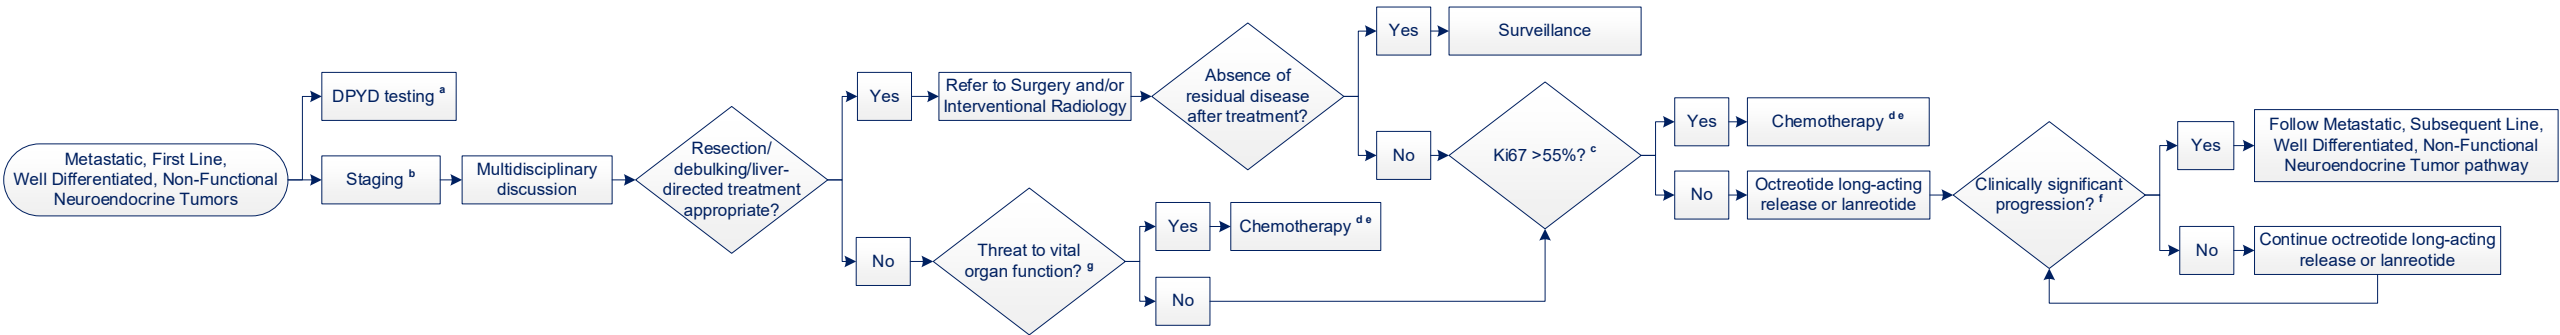 Metastatic, First Line,
Well Differentiated, Non-Functional
Neuroendocrine Tumors
DPYD testing a
Staging b
Multidisciplinary
discussion
Resection/
debulking/liver-
directed treatment
appropriate?
Yes
Refer to Surgery and/or
Interventional Radiology
Absence of
residual disease
after treatment?
Yes
Surveillance
No
Ki67 >55%? c
Yes
Chemotherapy d e
No
Octreotide long-acting
release or lanreotide
Clinically significant
progression? f
Yes
Follow Metastatic, Subsequent Line,
Well Differentiated, Non-Functional
Neuroendocrine Tumor pathway
No
Continue octreotide long-acting
release or lanreotide
No
Threat to vital
organ function? g
Yes
Chemotherapy d e
No